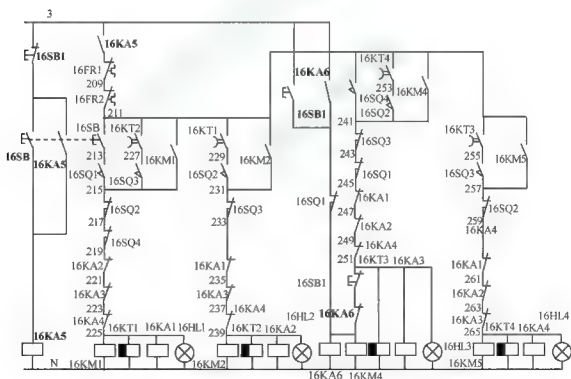 3
16SB1
16KA5
16FR1
209
16FR2
211
16SB
16KA5
16SB
213
16KT2
227
16KM1
16SQ1
16SQ3
215
16SQ2
217
16SQ4
219
16KA2
221
16KA3
223
16KA4
225
16KT1
16KA1
16HL1
16KA5
N
16KM1
16KT1
229
16KM2
16SQ2
231
16SQ3
233
16KA1
235
16KA3
237
16KA4
239
16KT2
16KA2
16HL2
16KM2
16KA6
16SB1
16SQ1
16KT4
253
16KM4
16SQ4
16SQ2
241
16SQ3
243
16SQ1
245
16KA1
247
16KA2
249
16KA4
251
16KT3
16KA3
16SB1
16KA6
16HL3
16KA6
16KM4
16KT3
255
16KM5
16SQ3
257
16SQ2
259
16KA4
16KA1
261
16KA2
263
16KA3
265
16KT4
16KA4
16HL4
16KM5